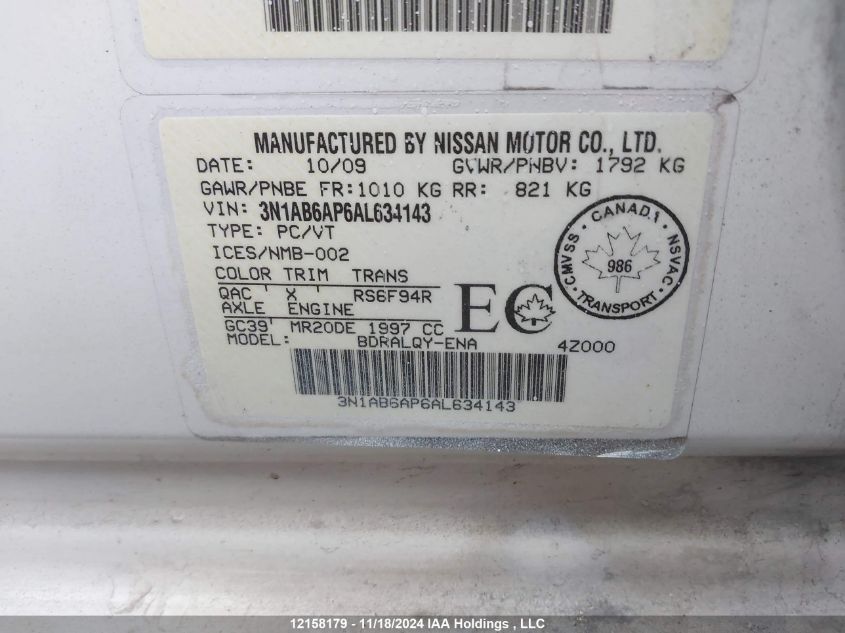 MANUFACTURED BY NISSAN MOTOR CO., LTD.
DATE: 10/09 GVWR/PNBV: 1792 KG
GAWR/PNBE FR:1010 KG RR: 821 KG
VIN: 3N1AB6AP6AL634143
TYPE: PC/VT
ICES/NMB-002
COLOR TRIM TRANS
QAC ' X ' RS6F94R
AXLE ENGINE
GC39' MR20DE 1997 CC
MODEL: BDRALQY-ENA 4Z000
EC
CANADA
CMVSS · NSVAC
986
TRANSPORT
3N1AB6AP6AL634143
12158179 - 11/18/2024 IAA Holdings , LLC